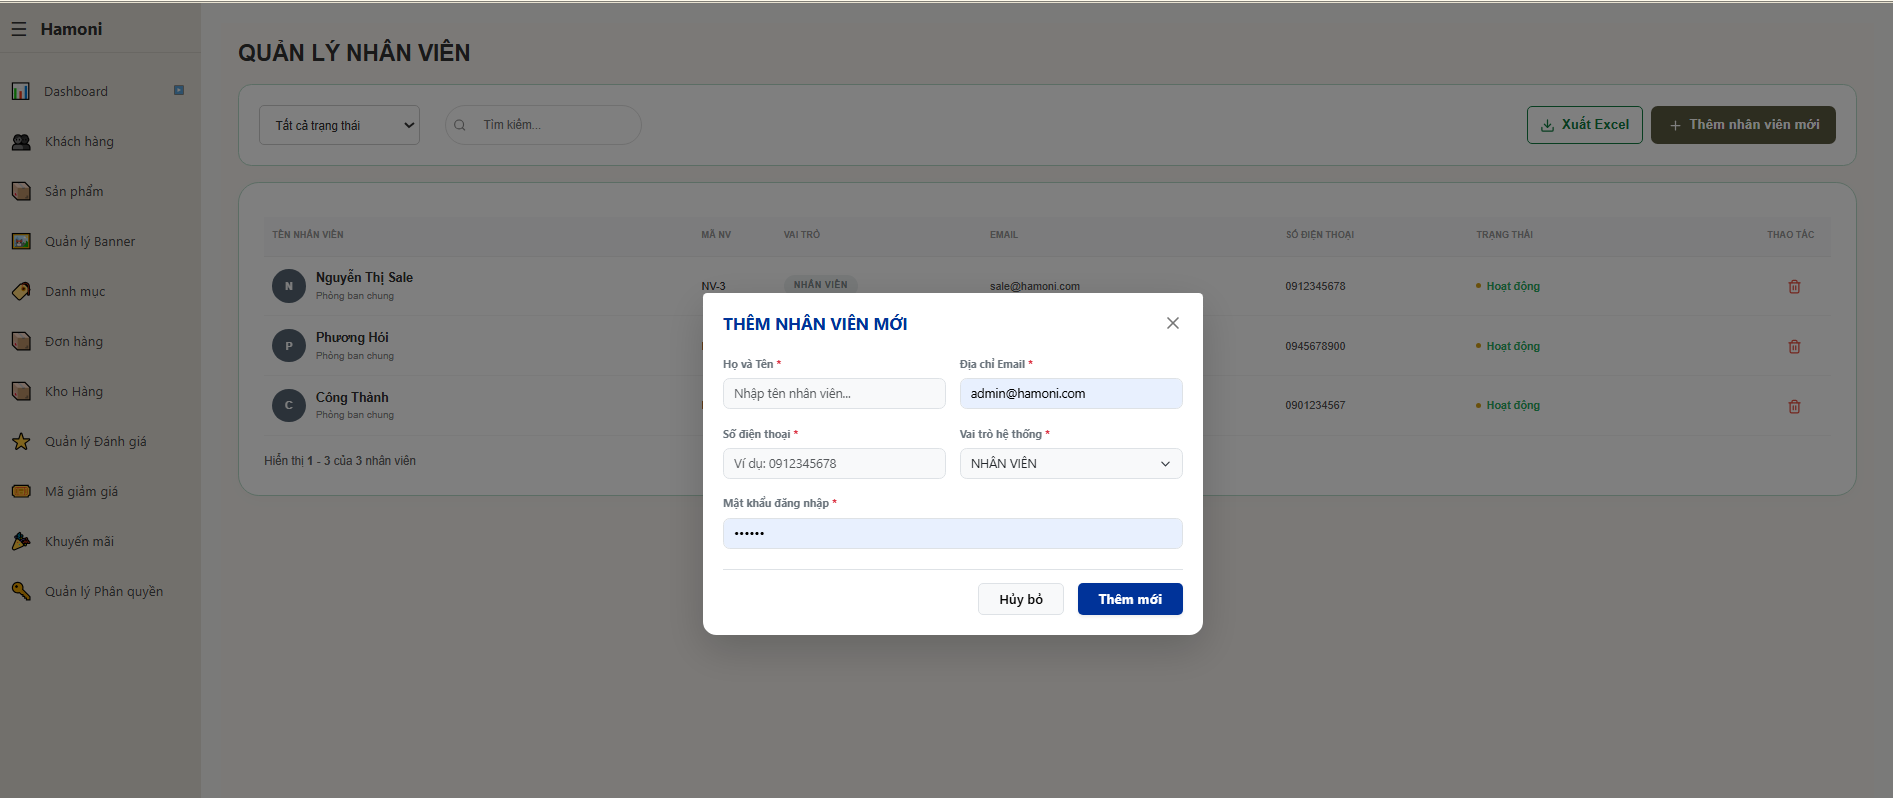 Hamoni
QUẢN LÝ NHÂN VIÊN
Dashboard
Khách hàng
Sản phẩm
Quản lý Banner
Danh mục
Đơn hàng
Kho Hàng
Quản lý Đánh giá
Mã giảm giá
Khuyến mãi
Quản lý Phân quyền
Tất cả trạng thái
Tìm kiếm...
Xuất Excel
+ Thêm nhân viên mới
TÊN NHÂN VIÊN MÃ NV VAI TRÒ EMAIL SỐ ĐIỆN THOẠI TRẠNG THÁI THAO TÁC
N Nguyễn Thị Sale NV-3 NHÂN VIÊN sale@hamoni.com 0912345678 Hoạt động
Phòng ban chung
P Phương Hói 0945678900 Hoạt động
Phòng ban chung
C Công Thành 0901234567 Hoạt động
Phòng ban chung
Hiển thị 1 - 3 của 3 nhân viên
THÊM NHÂN VIÊN MỚI
Họ và Tên * Địa chỉ Email *
Nhập tên nhân viên... admin@hamoni.com
Số điện thoại * Vai trò hệ thống *
Ví dụ: 0912345678 NHÂN VIÊN
Mật khẩu đăng nhập *
••••••
Hủy bỏ Thêm mới